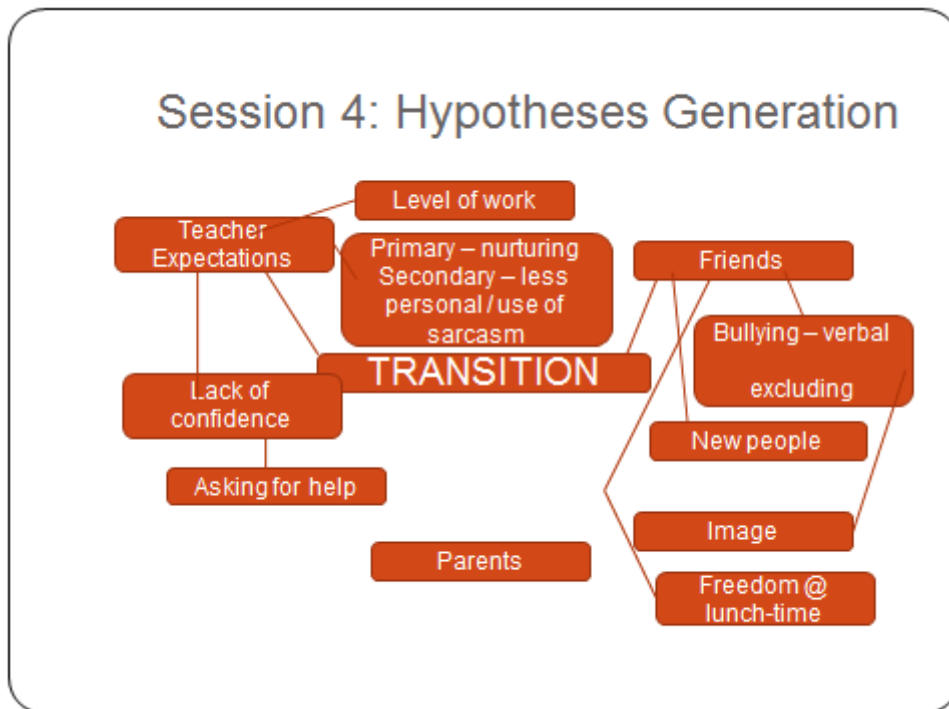 Session 4: Hypotheses Generation
Level of work
Teacher
Expectations
Primary – nurturing
Secondary – less
personal / use of
sarcasm
Friends
Bullying – verbal
excluding
TRANSITION
Lack of
confidence
New people
Asking for help
Image
Parents
Freedom @
lunch-time